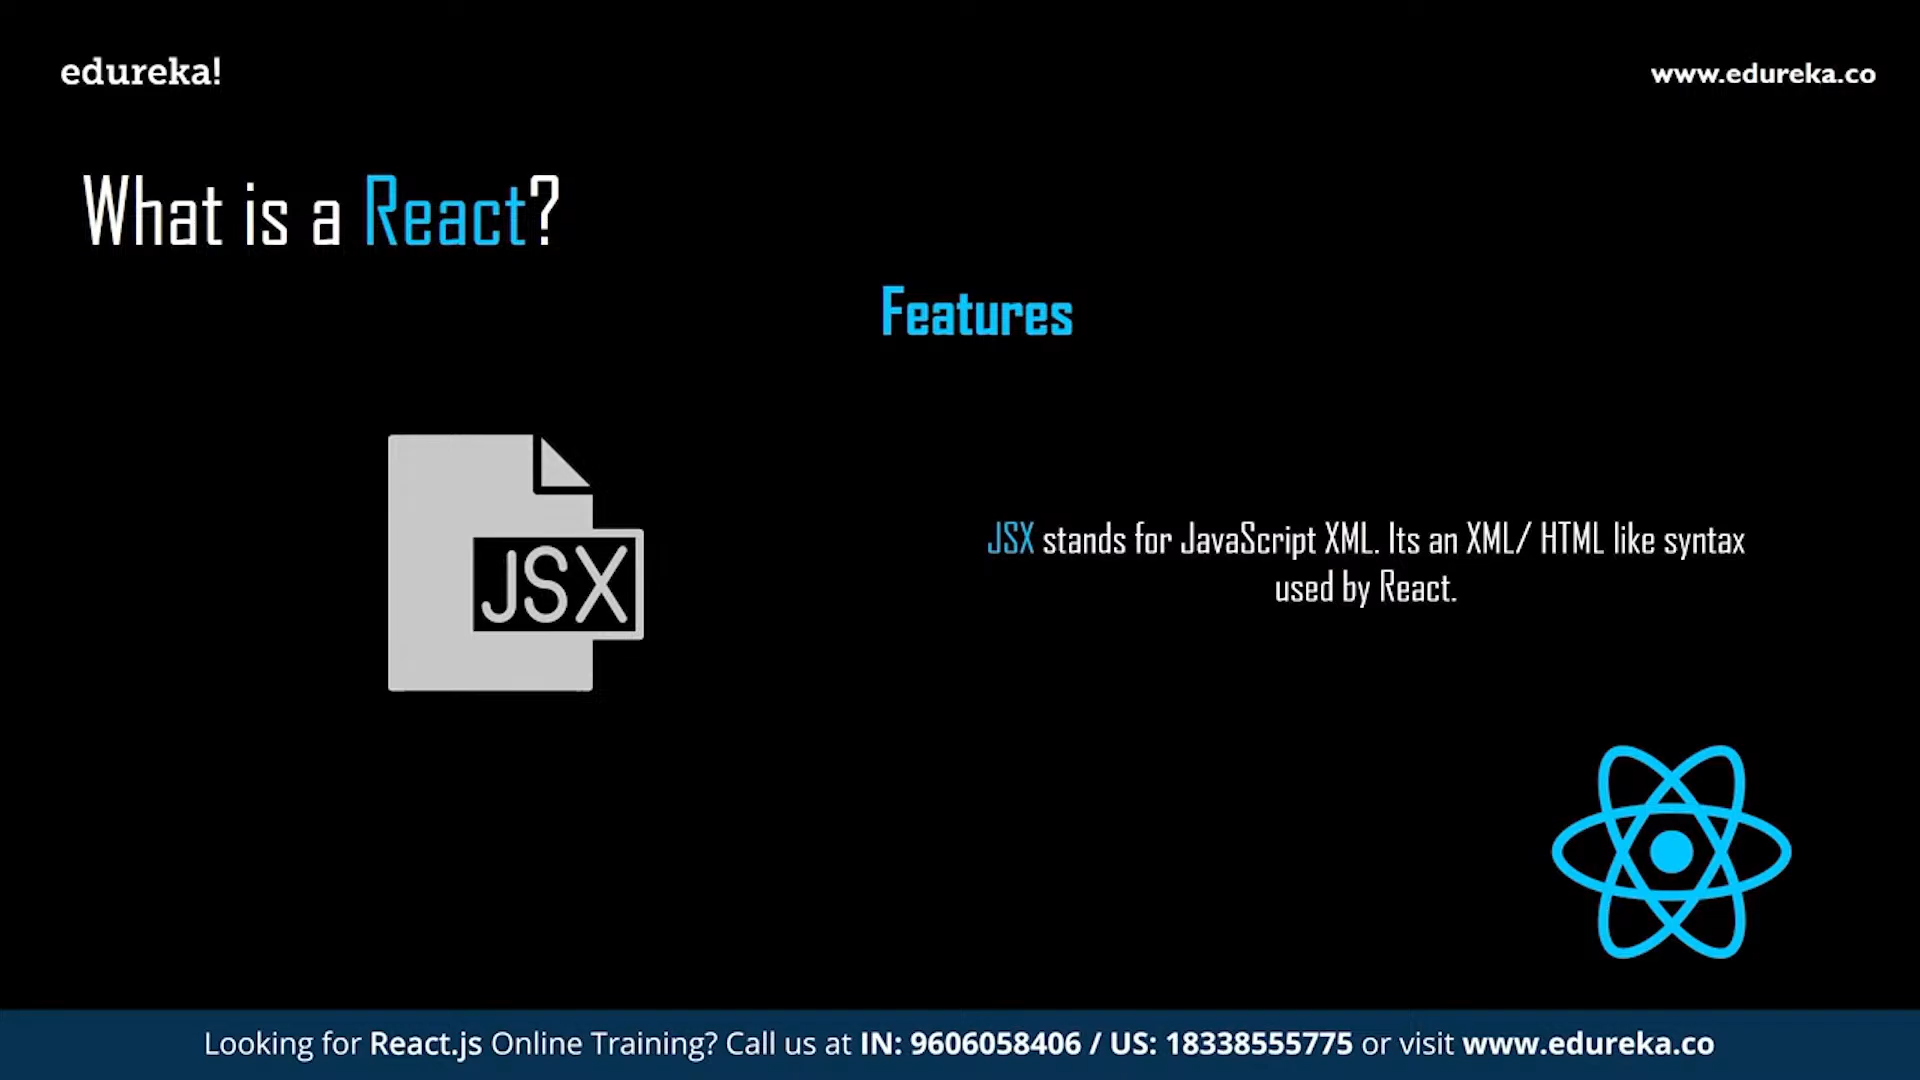 edureka!
www.edureka.co
What is a React?
Features
JSX
JSX stands for JavaScript XML. Its an XML/ HTML like syntax
used by React.
Looking for React.js Online Training? Call us at IN: 9606058406 / US: 18338555775 or visit www.edureka.co